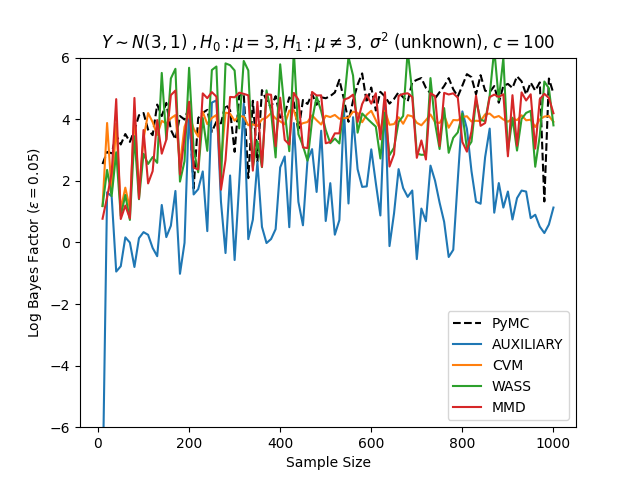 Y ~ N(3, 1) , H₀ : μ = 3, H₁ : μ ≠ 3, σ² (unknown), c = 100
Log Bayes Factor (ϵ = 0.05)
6
4
2
0
−2
−4
−6
PyMC
AUXILIARY
CVM
WASS
MMD
0 200 400 600 800 1000
Sample Size